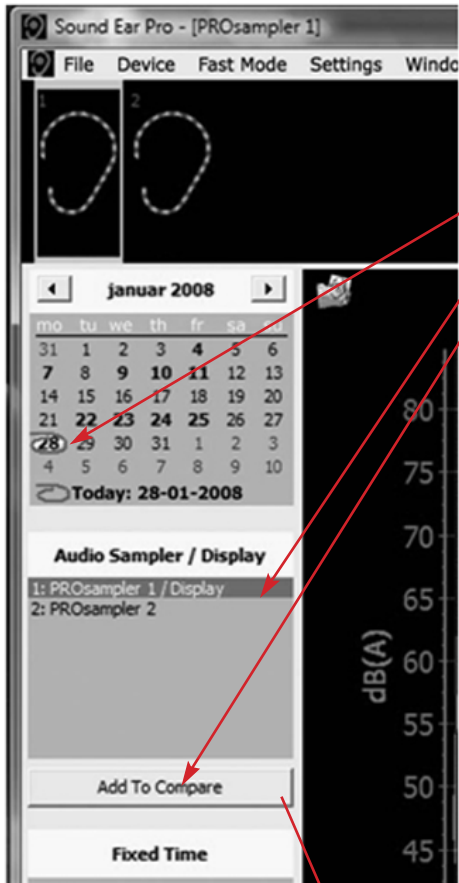 Sound Ear Pro - [PROsampler 1]
File Device Fast Mode Settings Windo
1 2
januar 2008
mo tu we th fr sa su
31 1 2 3 4 5 6
7 8 9 10 11 12 13
14 15 16 17 18 19 20
21 22 23 24 25 26 27
28 29 30 31 1 2 3
4 5 6 7 8 9 10
Today: 28-01-2008
Audio Sampler / Display
1: PROsampler 1 / Display
2: PROsampler 2
Add To Compare
Fixed Time
80
75
70
65
60
55
50
45
dB(A)